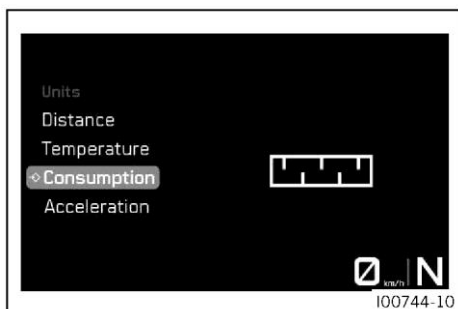 Units
Distance
Temperature
Consumption
Acceleration
0 km/h N
I00744-10